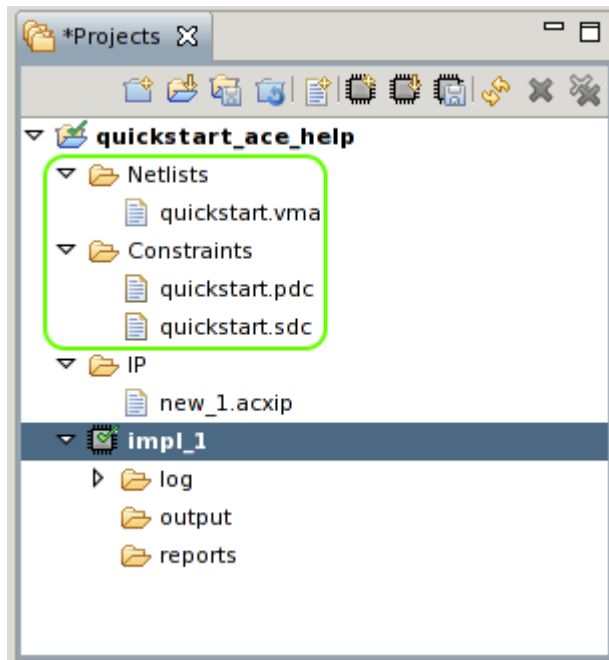 *Projects
quickstart_ace_help
Netlists
quickstart.vma
Constraints
quickstart.pdc
quickstart.sdc
IP
new_1.acxip
impl_1
log
output
reports